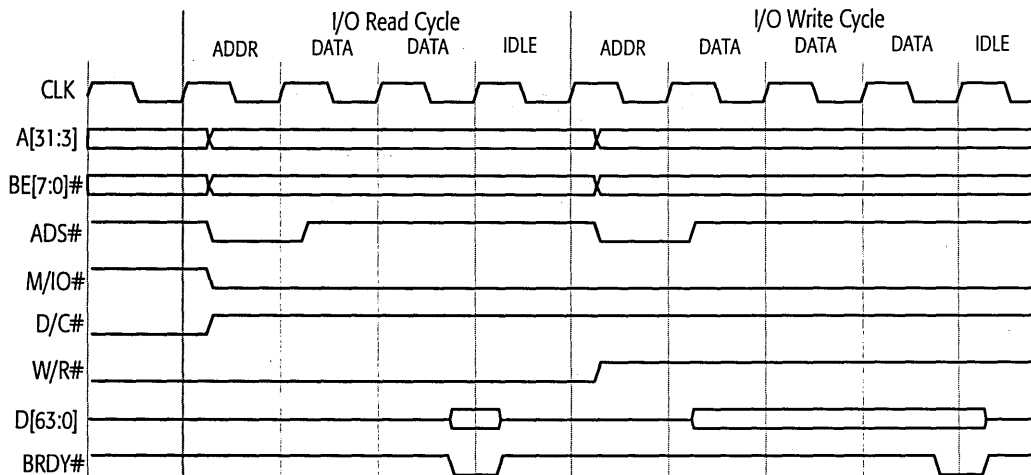 I/O Read Cycle I/O Write Cycle
ADDR DATA DATA IDLE ADDR DATA DATA DATA IDLE
CLK
A[31:3]
BE[7:0]#
ADS#
M/IO#
D/C#
W/R#
D[63:0]
BRDY#